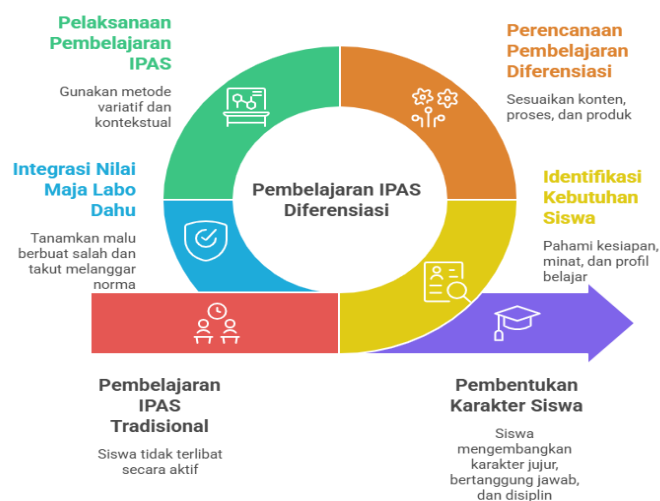 Pelaksanaan
Pembelajaran
IPAS
Gunakan metode
variatif dan
kontekstual
Perencanaan
Pembelajaran
Diferensiasi
Sesuaikan konten,
proses, dan produk
Integrasi Nilai
Maja Labo
Dahu
Tanamkan malu
berbuat salah dan
takut melanggar
norma
Pembelajaran IPAS
Diferensiasi
Identifikasi
Kebutuhan
Siswa
Pahami kesiapan,
minat, dan profil
belajar
Pembelajaran
IPAS
Tradisional
Siswa tidak terlibat
secara aktif
Pembentukan
Karakter Siswa
Siswa
mengembangkan
karakter jujur,
bertanggung jawab,
dan disiplin